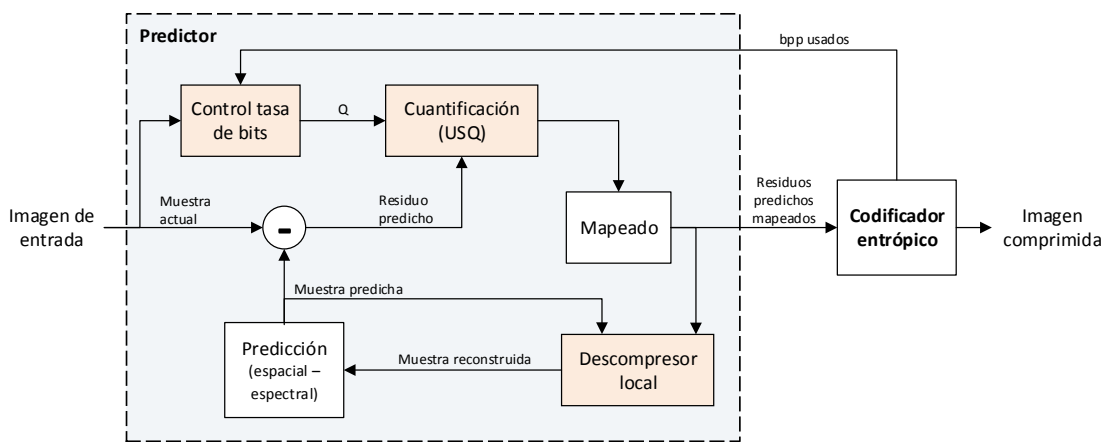 Predictor
bpp usados
Control tasa
de bits
Q
Cuantificación
(USQ)
Imagen de
entrada
Muestra
actual
-
Residuo
predicho
Mapeado
Residuos
predichos
mapeados
Codificador
entrópico
Imagen
comprimida
Muestra predicha
Predicción
(espacial –
espectral)
Muestra reconstruida
Descompresor
local